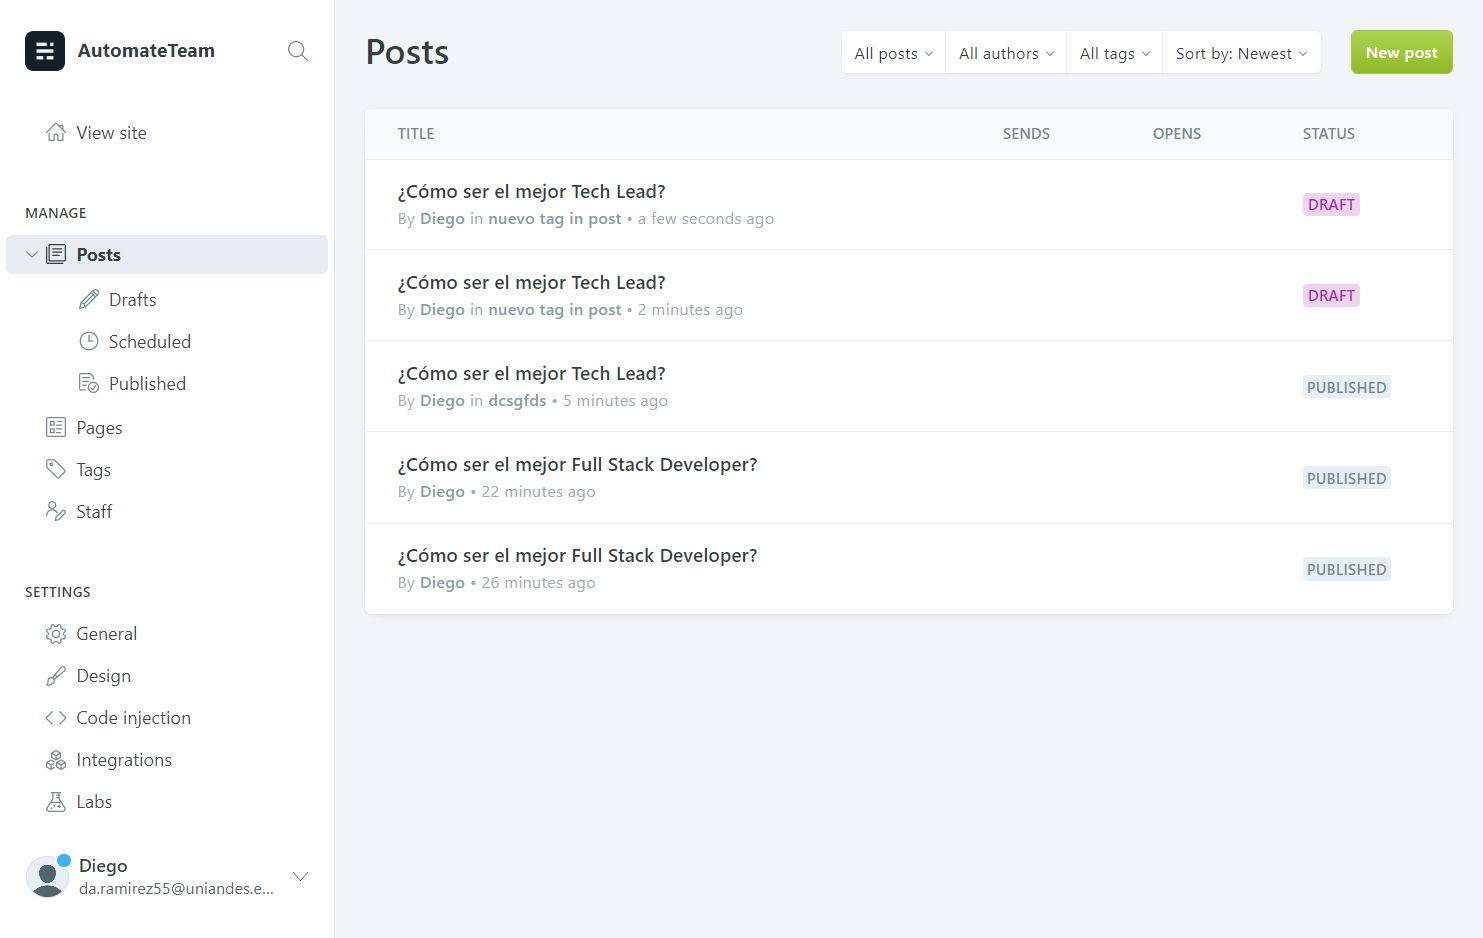 AutomateTeam
View site
MANAGE
Posts
Drafts
Scheduled
Published
Pages
Tags
Staff
SETTINGS
General
Design
Code injection
Integrations
Labs
Diego
da.ramirez55@uniandes.e...
Posts
All posts
All authors
All tags
Sort by: Newest
New post
TITLE SENDS OPENS STATUS
¿Cómo ser el mejor Tech Lead?
By Diego in nuevo tag in post • a few seconds ago
DRAFT
¿Cómo ser el mejor Tech Lead?
By Diego in nuevo tag in post • 2 minutes ago
DRAFT
¿Cómo ser el mejor Tech Lead?
By Diego in dcsgfds • 5 minutes ago
PUBLISHED
¿Cómo ser el mejor Full Stack Developer?
By Diego • 22 minutes ago
PUBLISHED
¿Cómo ser el mejor Full Stack Developer?
By Diego • 26 minutes ago
PUBLISHED